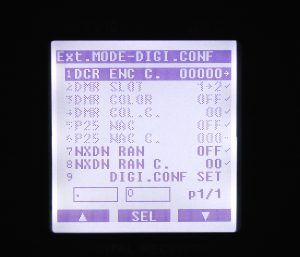 Ext.MODE-DIGI.CONF
1DCR ENC C. 00000→
2DMR SLOT 1→2✓
3DMR COLOR OFF✓
4DMR COL.C. 00✓
5P25 NAC OFF✓
6P25 NAC C. 000→
7NXDN RAN OFF✓
8NXDN RAN C. 00✓
9 DIGI.CONF SET
. 0 p1/1
▲ SEL ▼